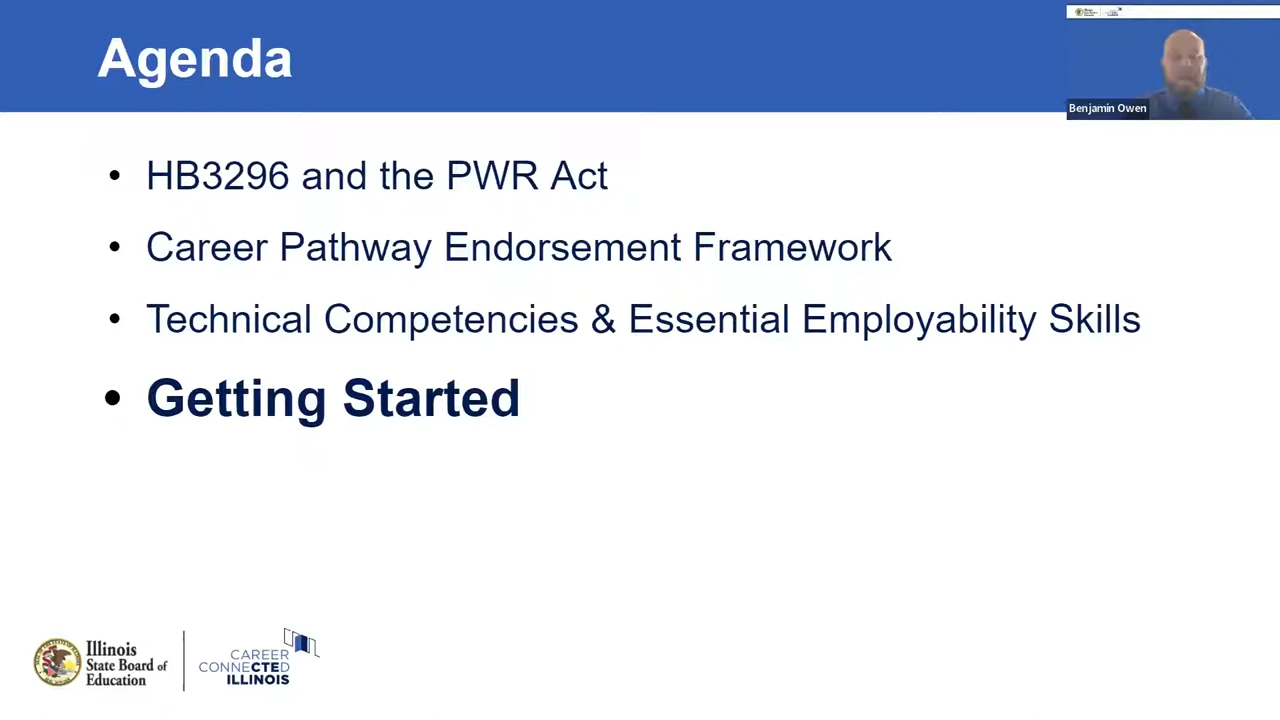 Agenda
Benjamin Owen
• HB3296 and the PWR Act
• Career Pathway Endorsement Framework
• Technical Competencies & Essential Employability Skills
• Getting Started
Illinois
State Board of
Education
CAREER
CONNECTED
ILLINOIS